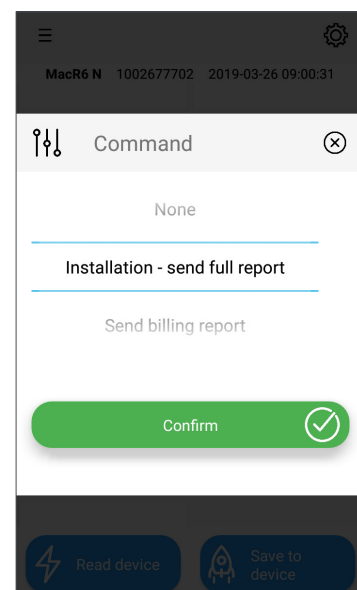 MacR6 N 1002677702 2019-03-26 09:00:31
Command
None
Installation - send full report
Send billing report
Confirm
Read device
Save to
device